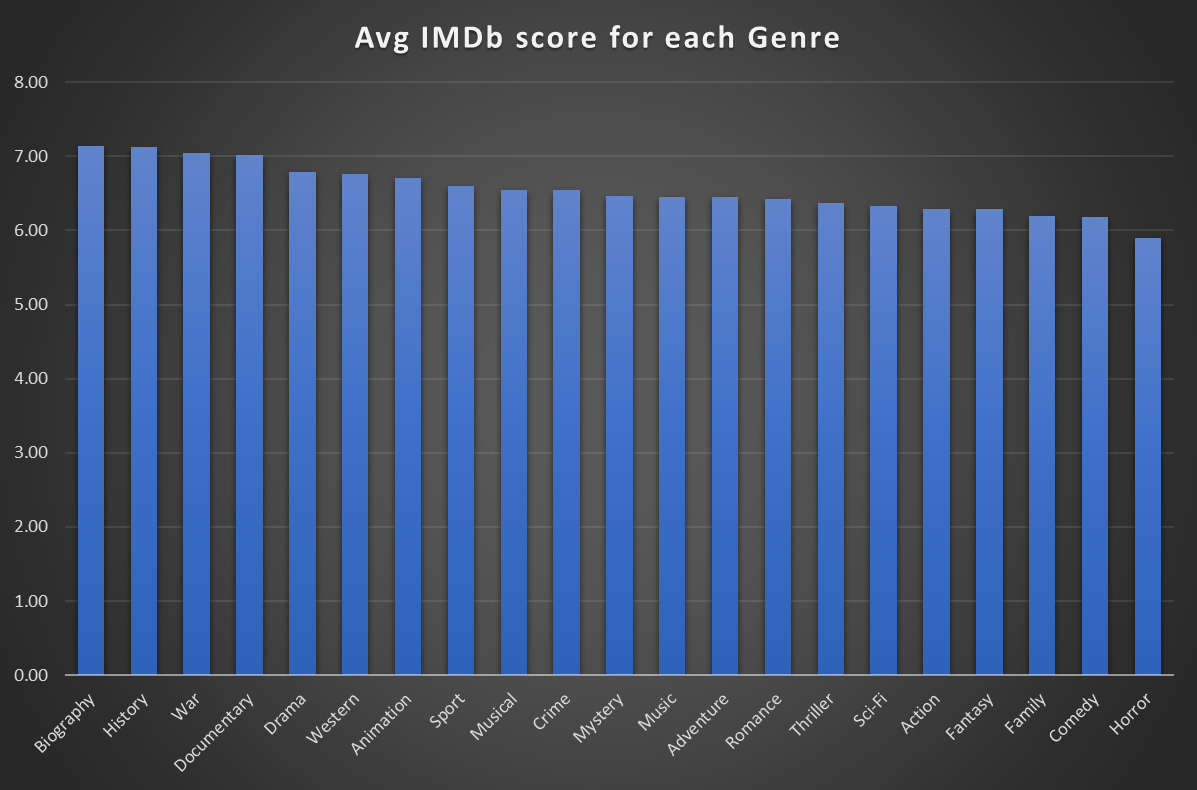 Avg IMDb score for each Genre
8.00
7.00
6.00
5.00
4.00
3.00
2.00
1.00
0.00
Biography
History
War
Documentary
Drama
Western
Animation
Sport
Musical
Crime
Mystery
Music
Adventure
Romance
Thriller
Sci-Fi
Action
Fantasy
Family
Comedy
Horror